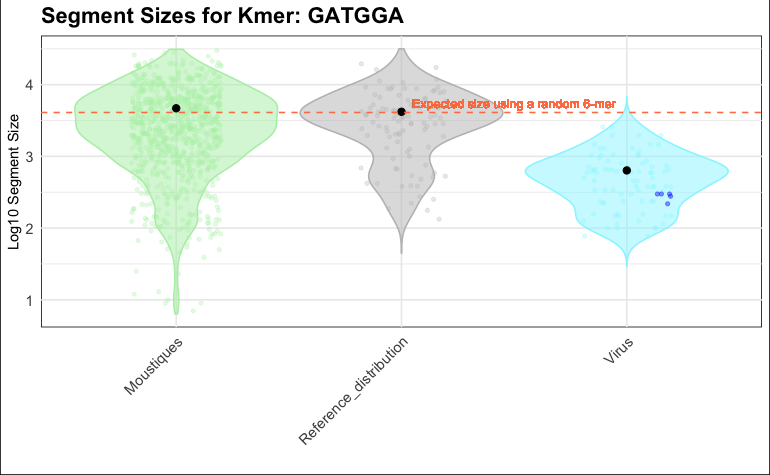 Segment Sizes for Kmer: GATGGA
Log10 Segment Size
4
3
2
1
Expected size using a random 6-mer
Moustiques
Reference_distribution
Virus